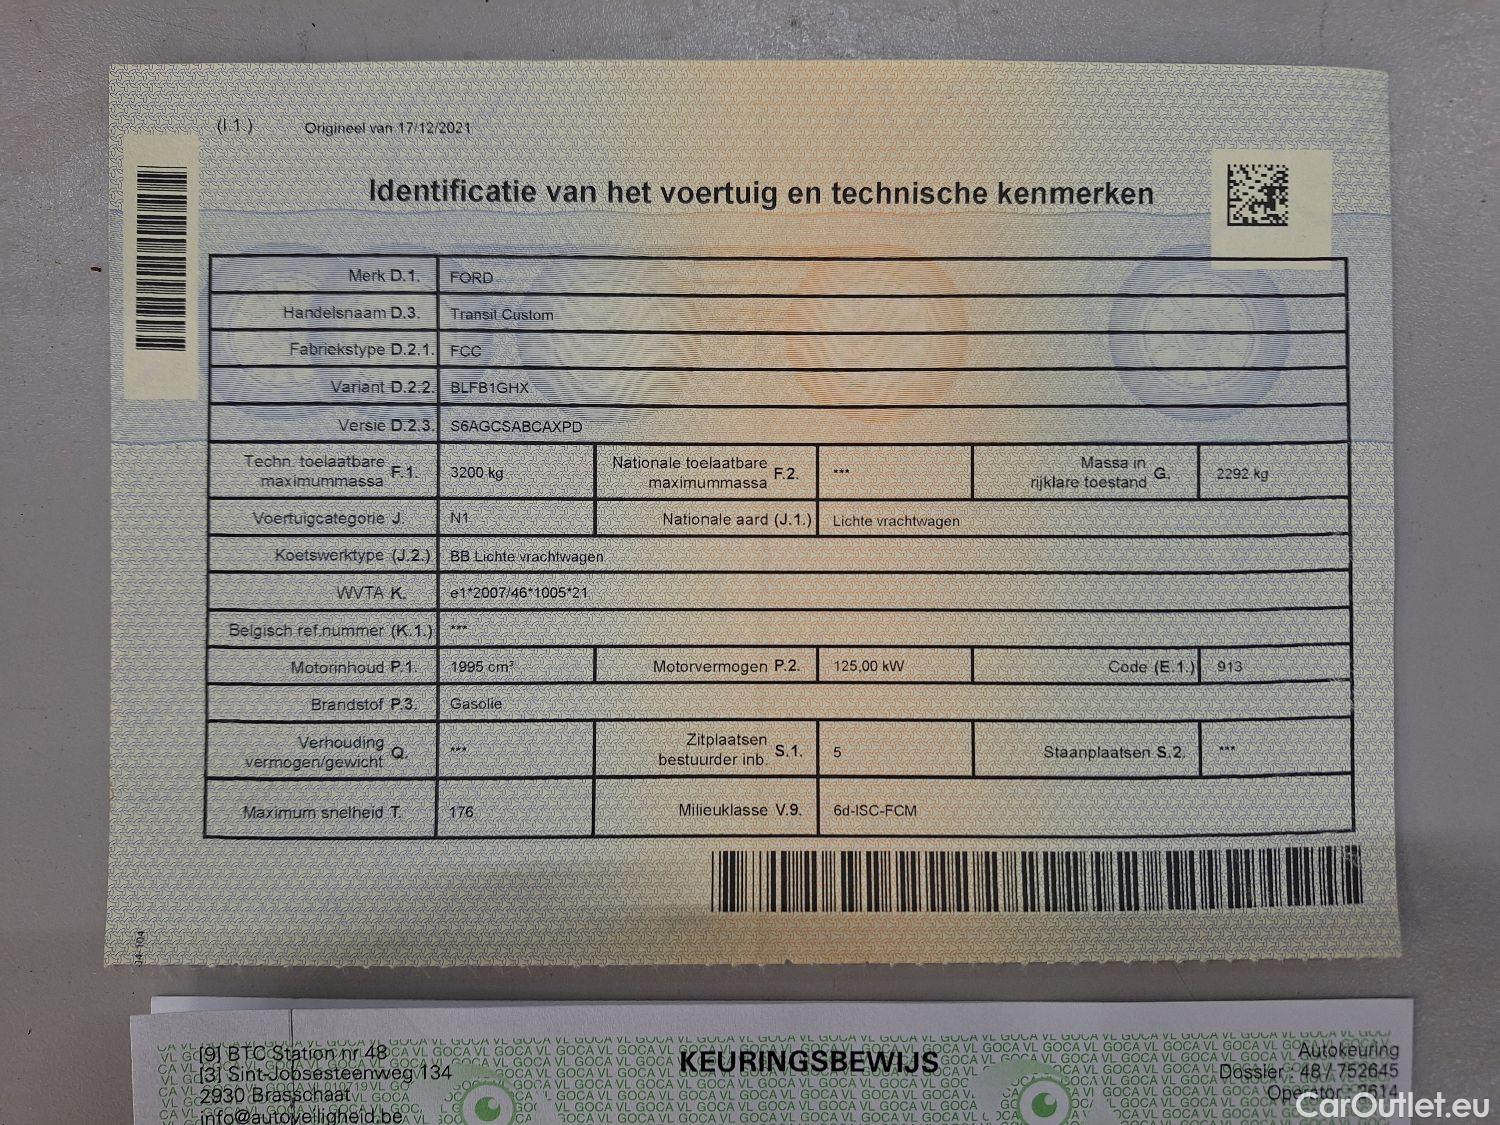 (I.1.) Origineel van 17/12/2021
Identificatie van het voertuig en technische kenmerken
Merk D.1. FORD
Handelsnaam D.3. Transit Custom
Fabriekstype D.2.1. FCC
Variant D.2.2. BLFB1GHX
Versie D.2.3. S6AGCSABCAXPD
Techn. toelaatbare maximummassa F.1. 3200 kg Nationale toelaatbare maximummassa F.2. *** Massa in rijklare toestand G. 2292 kg
Voertuigcategorie J. N1 Nationale aard (J.1.) Lichte vrachtwagen
Koetswerktype (J.2.) BB Lichte vrachtwagen
WVTA K. e1*2007/46*1005*21
Belgisch ref.nummer (K.1.) ***
Motorinhoud P.1. 1995 cm³ Motorvermogen P.2. 125,00 kW Code (E.1.) 913
Brandstof P.3. Gasolie
Verhouding vermogen/gewicht Q. *** Zitplaatsen bestuurder inb. S.1. 5 Staanplaatsen S.2. ***
Maximum snelheid T. 176 Milieuklasse V.9. 6d-ISC-FCM
[9] BTC Station nr 48
[3] Sint-Jobsesteenweg 134
2930 Brasschaat
info@autoveiligheid.be
KEURINGSBEWIJS
Autokeuring
Dossier : 48 / 752645
Operator :
CarOutlet.eu